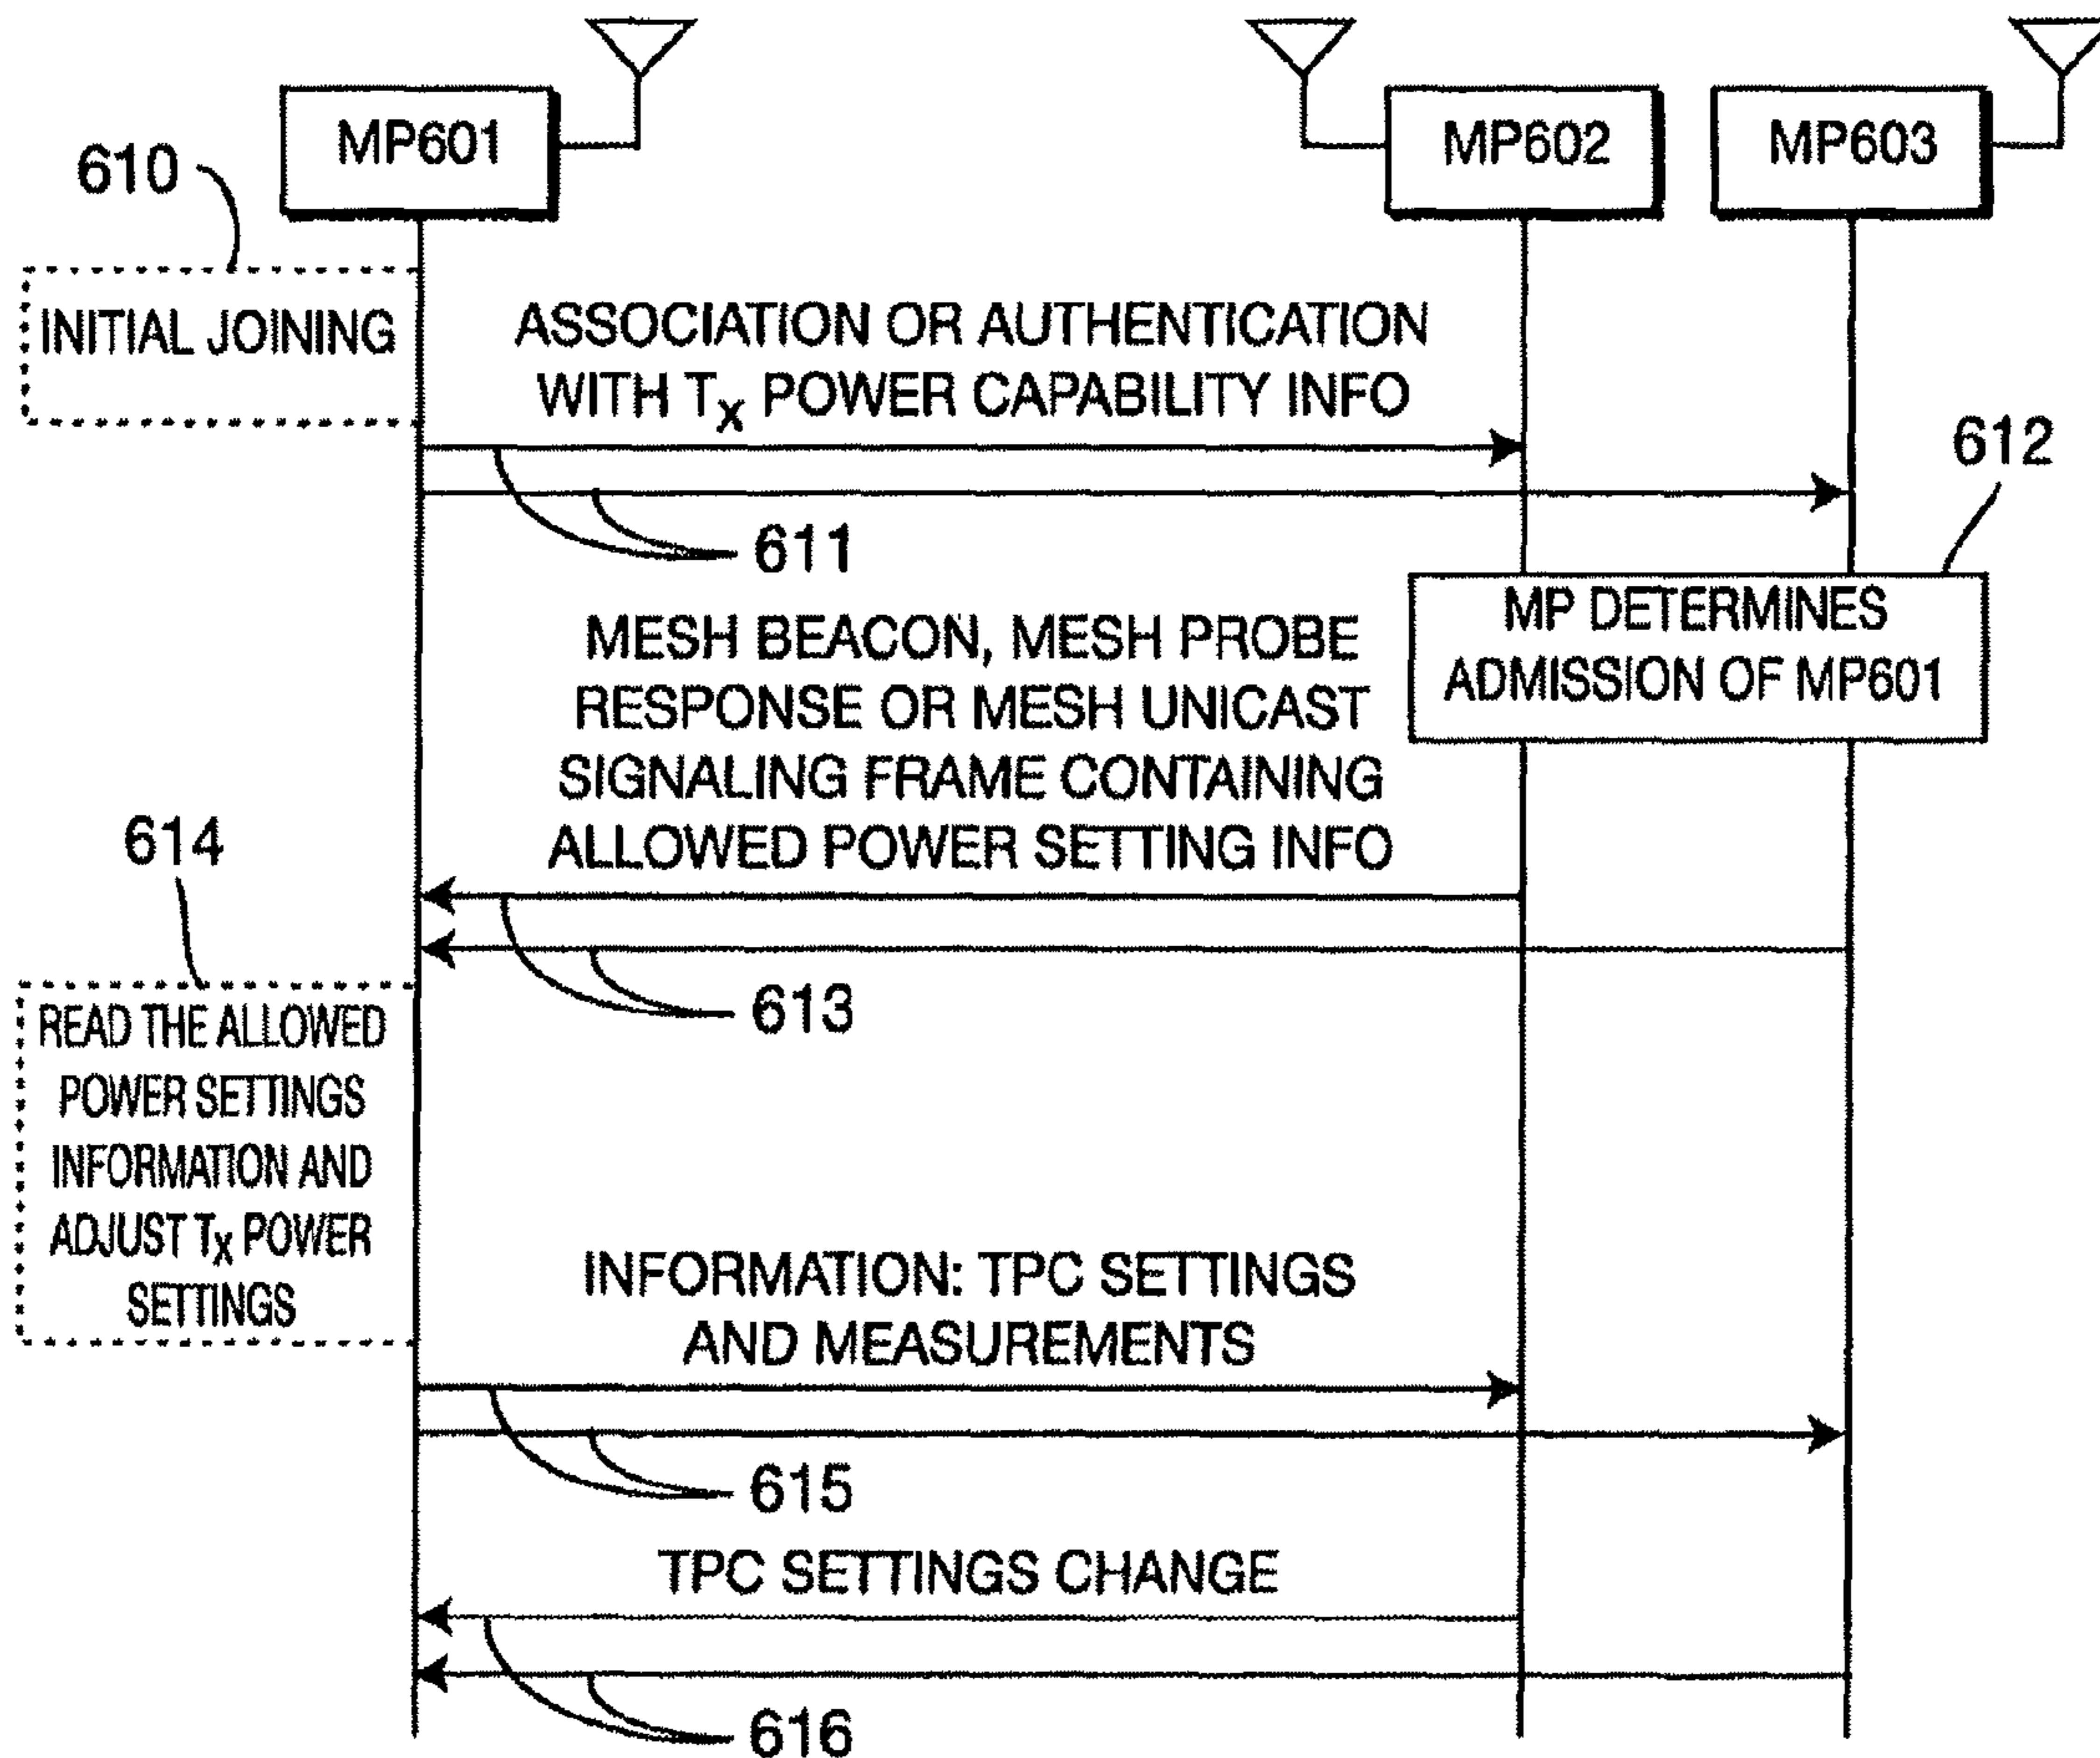 MP601
MP602
MP603
610
INITIAL JOINING
ASSOCIATION OR AUTHENTICATION
WITH TX POWER CAPABILITY INFO
611
612
MP DETERMINES
ADMISSION OF MP601
MESH BEACON, MESH PROBE
RESPONSE OR MESH UNICAST
SIGNALING FRAME CONTAINING
ALLOWED POWER SETTING INFO
613
614
READ THE ALLOWED
POWER SETTINGS
INFORMATION AND
ADJUST TX POWER
SETTINGS
INFORMATION: TPC SETTINGS
AND MEASUREMENTS
615
TPC SETTINGS CHANGE
616